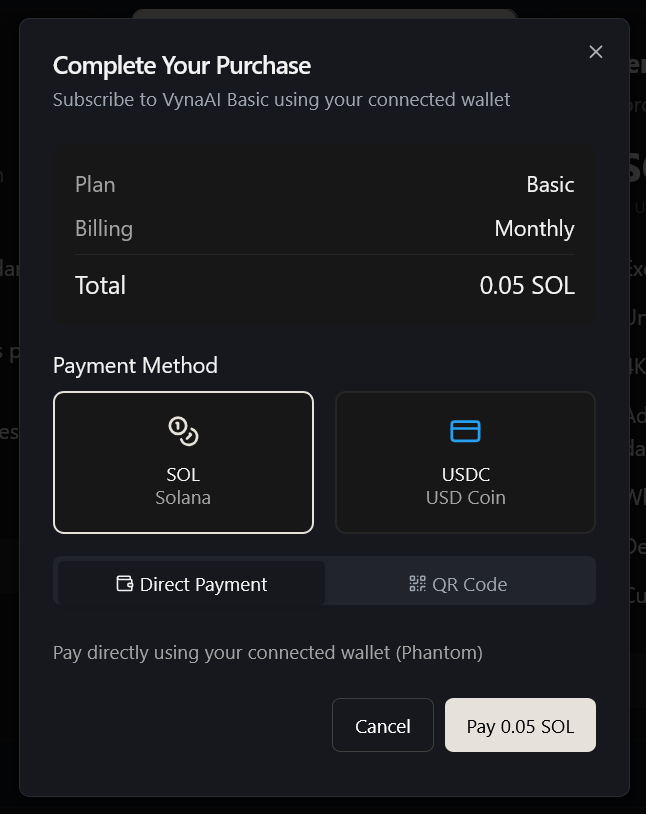 Complete Your Purchase
Subscribe to VynaAI Basic using your connected wallet
Plan Basic
Billing Monthly
Total 0.05 SOL
Payment Method
SOL
Solana
USDC
USD Coin
Direct Payment
QR Code
Pay directly using your connected wallet (Phantom)
Cancel
Pay 0.05 SOL